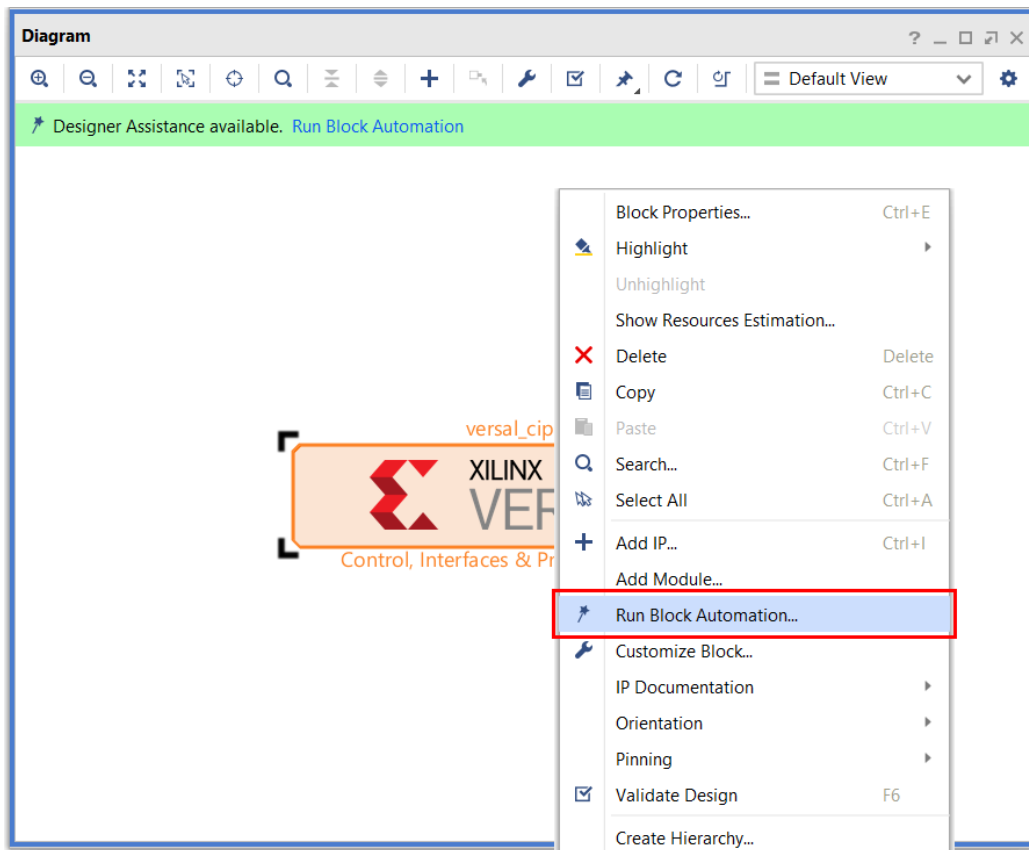 Diagram
Default View
Designer Assistance available. Run Block Automation
Block Properties... Ctrl+E
Highlight
Unhighlight
Show Resources Estimation...
Delete Delete
Copy Ctrl+C
Paste Ctrl+V
Search... Ctrl+F
Select All Ctrl+A
Add IP... Ctrl+I
Add Module...
Run Block Automation...
Customize Block...
IP Documentation
Orientation
Pinning
Validate Design F6
Create Hierarchy...
versal_cip
XILINX
VER
Control, Interfaces & Pr